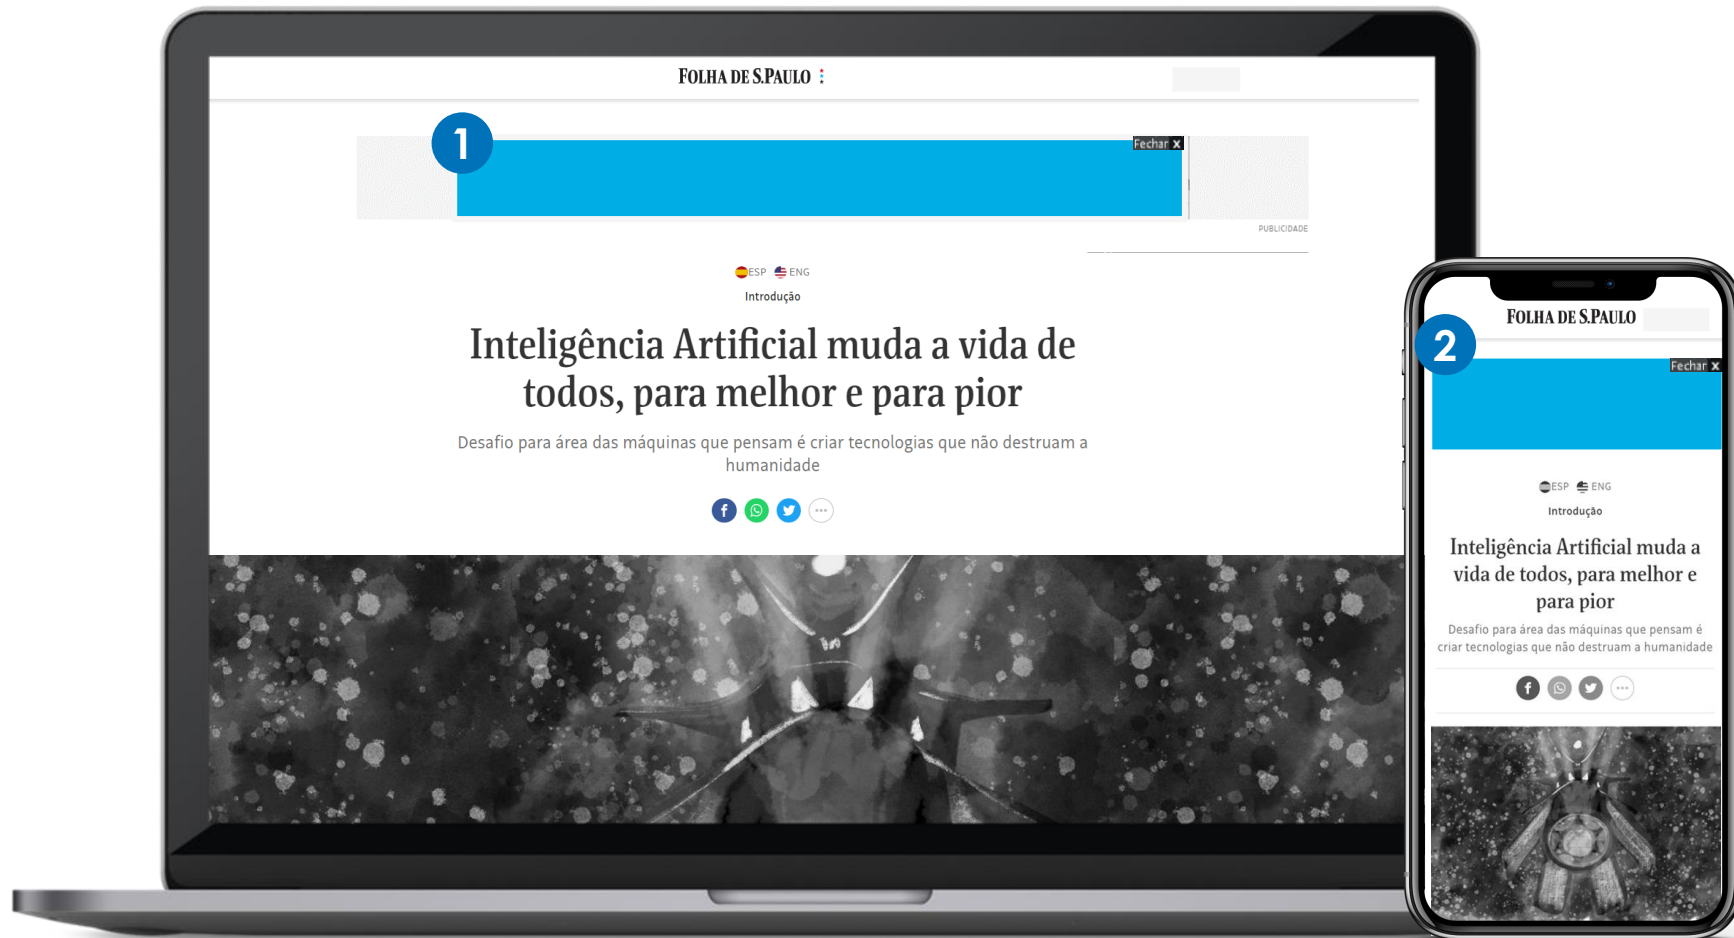 FOLHA DE S.PAULO
1
Fechar X
PUBLICIDADE
ESP ENG
Introdução
Inteligência Artificial muda a vida de
todos, para melhor e para pior
Desafio para área das máquinas que pensam é criar tecnologias que não destruam a
humanidade
FOLHA DE S.PAULO
2
Fechar X
ESP ENG
Introdução
Inteligência Artificial muda a
vida de todos, para melhor e
para pior
Desafio para área das máquinas que pensam é
criar tecnologias que não destruam a humanidade